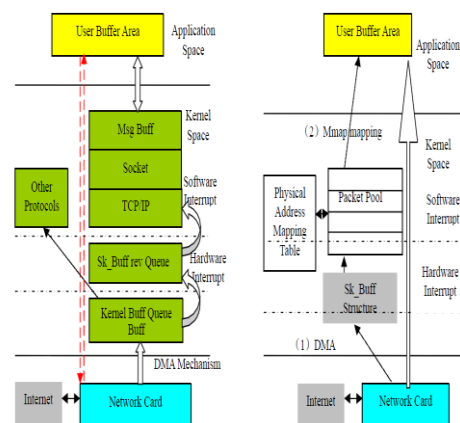 User Buffer Area
Application
Space
Msg Buff
Kernel
Space
Socket
Software
Interrupt
TCP/IP
Other
Protocols
Sk_Buff rev Queue
Hardware
Interrupt
Kernel Buff Queue
Buff
DMA Mechanism
Internet
Network Card
User Buffer Area
Application
Space
(2) Mmap mapping
Kernel
Space
Physical
Address
Mapping
Table
Packet Pool
Software
Interrupt
Hardware
Interrupt
Sk_Buff
Structure
(1) DMA
Internet
Network Card